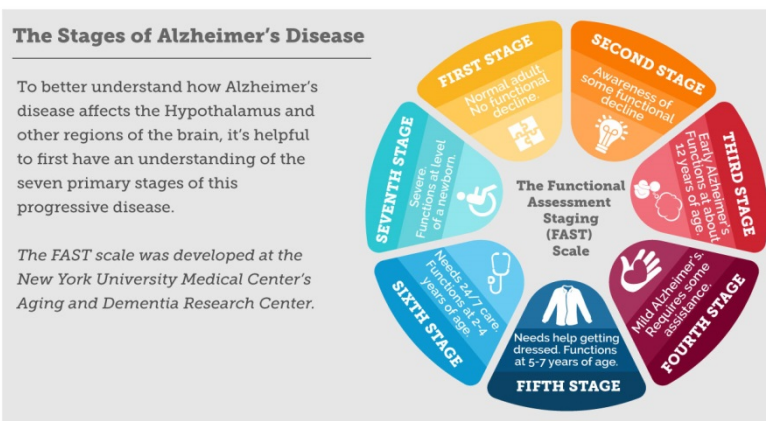 The Stages of Alzheimer's Disease
To better understand how Alzheimer's
disease affects the Hypothalamus and
other regions of the brain, it's helpful
to first have an understanding of the
seven primary stages of this
progressive disease.
The FAST scale was developed at the
New York University Medical Center's
Aging and Dementia Research Center.
The Functional
Assessment
Staging
(FAST)
Scale
FIRST STAGE
Normal adult.
No functional
decline.
SECOND STAGE
Awareness of
some functional
decline
THIRD STAGE
Early Alzheimer's.
Functions at about
12 years of age.
FOURTH STAGE
Mild Alzheimer's.
Requires some
assistance.
Needs help getting
dressed. Functions
at 5-7 years of age.
FIFTH STAGE
Needs 24/7 care.
Functions at 2-4
years of age.
SIXTH STAGE
SEVENTH STAGE
Severe.
Functions at level
of a newborn.